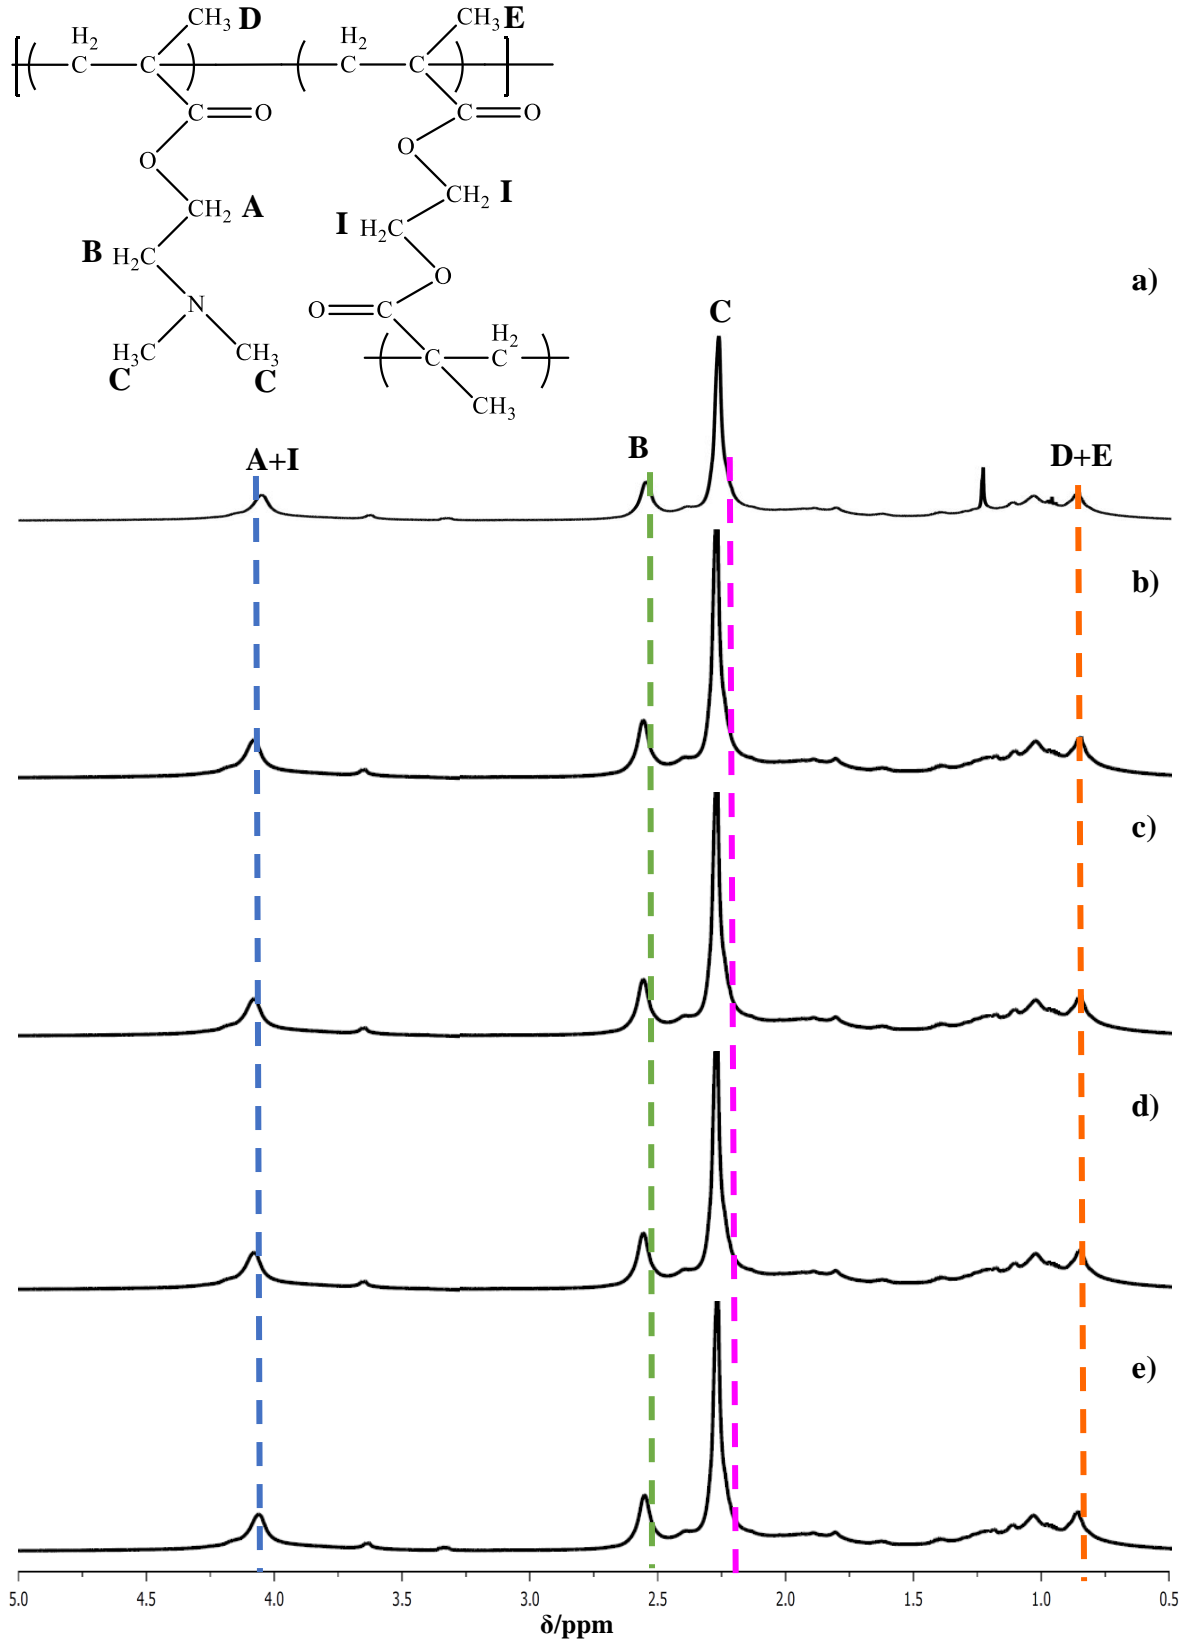 CH3 D
CH3 E
H2
H2
C
C
C
C
C
O
C
O
O
O
CH2 A
CH2 I
I H2C
B H2C
O
N
O
C
H2
H3C
CH3
C
C
C
C
CH3
a)
C
B
A+I
D+E
b)
c)
d)
e)
5.0 4.5 4.0 3.5 3.0 2.5 2.0 1.5 1.0 0.5
δ/ppm